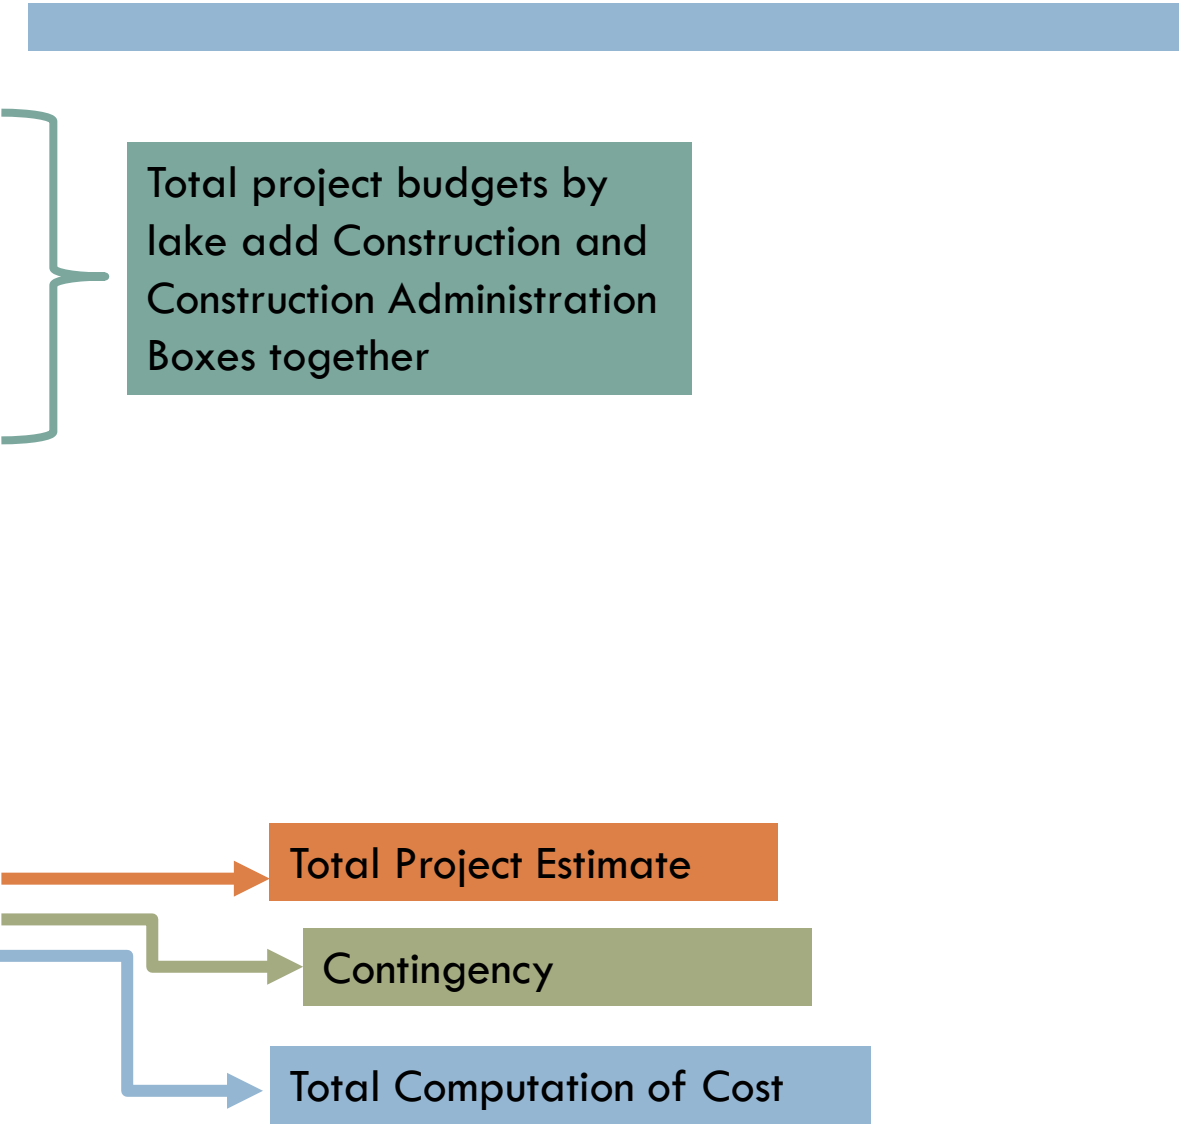 Total project budgets by
lake add Construction and
Construction Administration
Boxes together
Total Project Estimate
Contingency
Total Computation of Cost